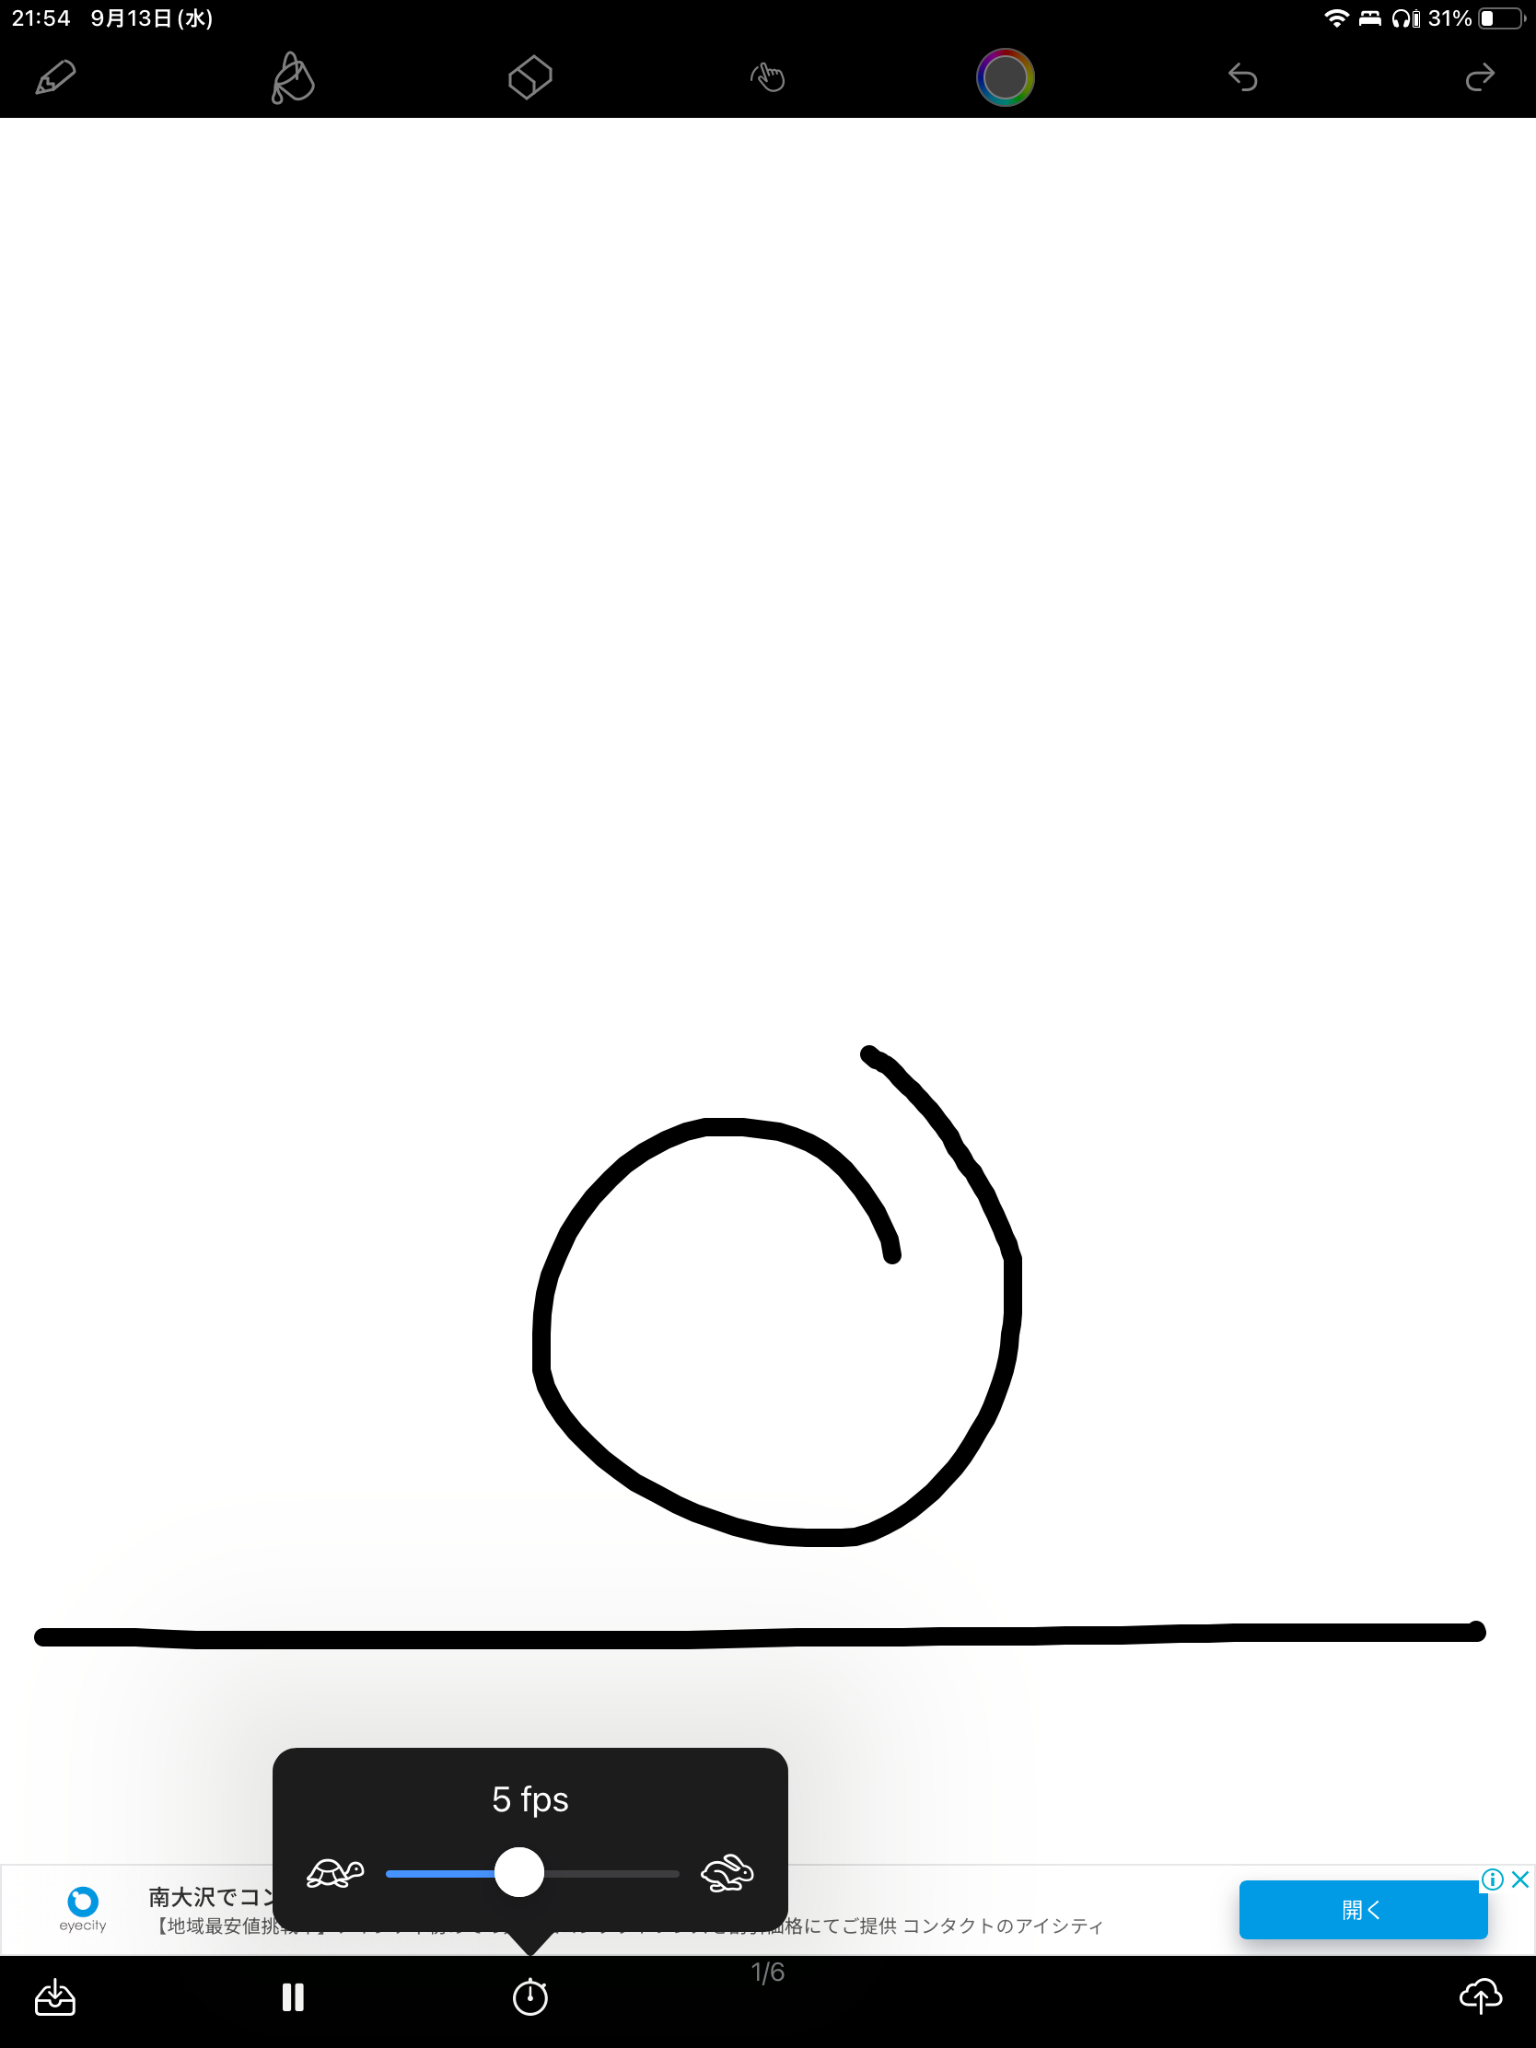 21:54 9月13日(水) 31%
5 fps
eyecity
南大沢でコン
【地域最安値挑
価格にてご提供 コンタクトのアイシティ
開く
1/6